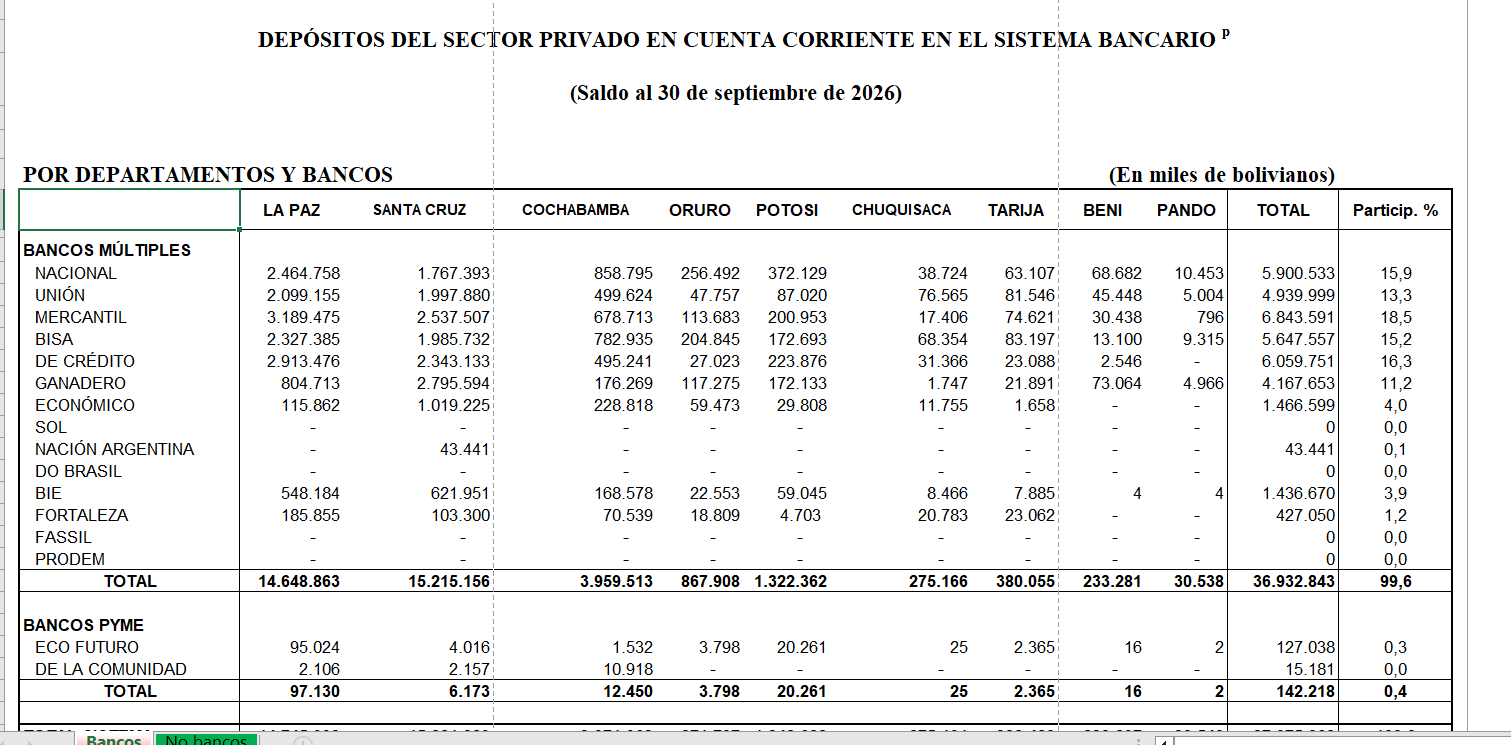 DEPÓSITOS DEL SECTOR PRIVADO EN CUENTA CORRIENTE EN EL SISTEMA BANCARIO p
(Saldo al 30 de septiembre de 2026)
POR DEPARTAMENTOS Y BANCOS (En miles de bolivianos)
LA PAZ SANTA CRUZ COCHABAMBA ORURO POTOSI CHUQUISACA TARIJA BENI PANDO TOTAL Particip. %
BANCOS MÚLTIPLES
NACIONAL 2.464.758 1.767.393 858.795 256.492 372.129 38.724 63.107 68.682 10.453 5.900.533 15,9
UNIÓN 2.099.155 1.997.880 499.624 47.757 87.020 76.565 81.546 45.448 5.004 4.939.999 13,3
MERCANTIL 3.189.475 2.537.507 678.713 113.683 200.953 17.406 74.621 30.438 796 6.843.591 18,5
BISA 2.327.385 1.985.732 782.935 204.845 172.693 68.354 83.197 13.100 9.315 5.647.557 15,2
DE CRÉDITO 2.913.476 2.343.133 495.241 27.023 223.876 31.366 23.088 2.546 - 6.059.751 16,3
GANADERO 804.713 2.795.594 176.269 117.275 172.133 1.747 21.891 73.064 4.966 4.167.653 11,2
ECONÓMICO 115.862 1.019.225 228.818 59.473 29.808 11.755 1.658 - - 1.466.599 4,0
SOL - - - - - - - - - 0 0,0
NACIÓN ARGENTINA - 43.441 - - - - - - - 43.441 0,1
DO BRASIL - - - - - - - - - 0 0,0
BIE 548.184 621.951 168.578 22.553 59.045 8.466 7.885 4 4 1.436.670 3,9
FORTALEZA 185.855 103.300 70.539 18.809 4.703 20.783 23.062 - - 427.050 1,2
FASSIL - - - - - - - - - 0 0,0
PRODEM - - - - - - - - - 0 0,0
TOTAL 14.648.863 15.215.156 3.959.513 867.908 1.322.362 275.166 380.055 233.281 30.538 36.932.843 99,6
BANCOS PYME
ECO FUTURO 95.024 4.016 1.532 3.798 20.261 25 2.365 16 2 127.038 0,3
DE LA COMUNIDAD 2.106 2.157 10.918 - - - - - - 15.181 0,0
TOTAL 97.130 6.173 12.450 3.798 20.261 25 2.365 16 2 142.218 0,4
Bancos No bancos